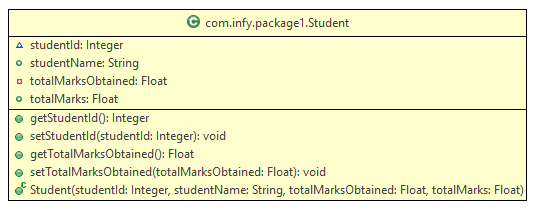 C com.infy.package1.Student
studentId: Integer
studentName: String
totalMarksObtained: Float
totalMarks: Float
getStudentId(): Integer
setStudentId(studentId: Integer): void
getTotalMarksObtained(): Float
setTotalMarksObtained(totalMarksObtained: Float): void
C Student(studentId: Integer, studentName: String, totalMarksObtained: Float, totalMarks: Float)